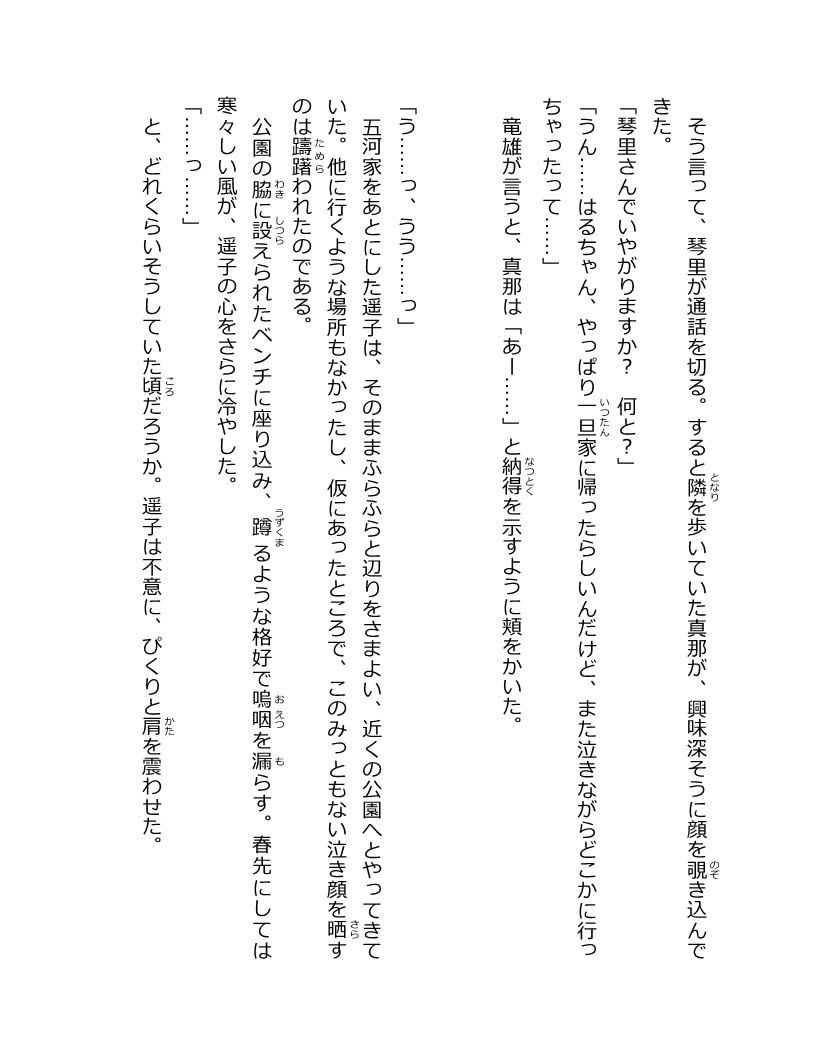 そう言って、琴里が通話を切る。すると隣を歩いていた真那が、興味深そうに顔を覗き込んで
きた。
「琴里さんでいやがりますか？　何と？」
「うん……はるちゃん、やっぱり一旦家に帰ったらしいんだけど、また泣きながらどこかに行っ
ちゃったって……」
竜雄が言うと、真那は「あー……」と納得を示すように頬をかいた。
「う……っ、うう……っ」
五河家をあとにした遥子は、そのままふらふらと辺りをさまよい、近くの公園へとやってきて
いた。他に行くような場所もなかったし、仮にあったところで、このみっともない泣き顔を晒す
のは躊躇われたのである。
公園の脇に設えられたベンチに座り込み、蹲るような格好で嗚咽を漏らす。春先にしては
寒々しい風が、遥子の心をさらに冷やした。
「……っ……」
と、どれくらいそうしていた頃だろうか。遥子は不意に、ぴくりと肩を震わせた。